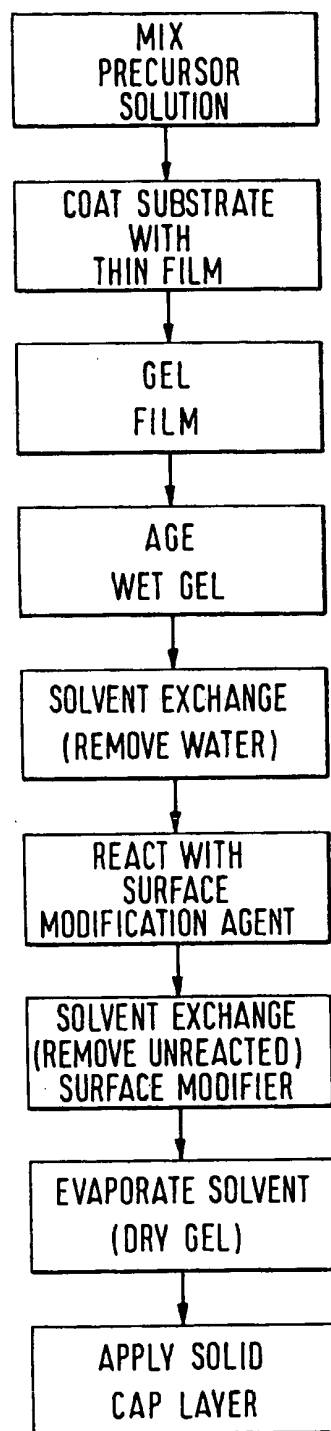 MIX
PRECURSOR
SOLUTION
COAT SUBSTRATE
WITH
THIN FILM
GEL
FILM
AGE
WET GEL
SOLVENT EXCHANGE
(REMOVE WATER)
REACT WITH
SURFACE
MODIFICATION AGENT
SOLVENT EXCHANGE
(REMOVE UNREACTED)
SURFACE MODIFIER
EVAPORATE SOLVENT
(DRY GEL)
APPLY SOLID
CAP LAYER